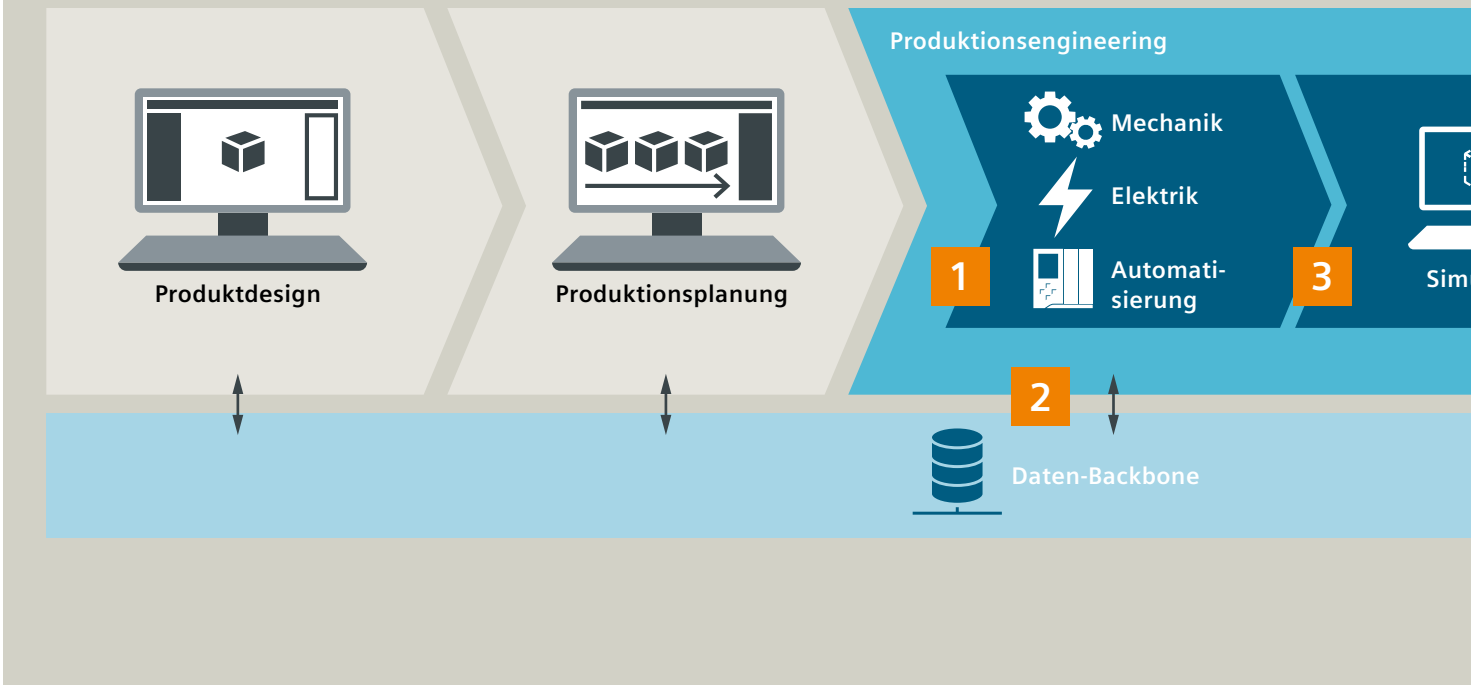 Produktionsengineering
Mechanik
Elektrik
1
Automati-
sierung
3
Produktdesign
Produktionsplanung
2
Daten-Backbone